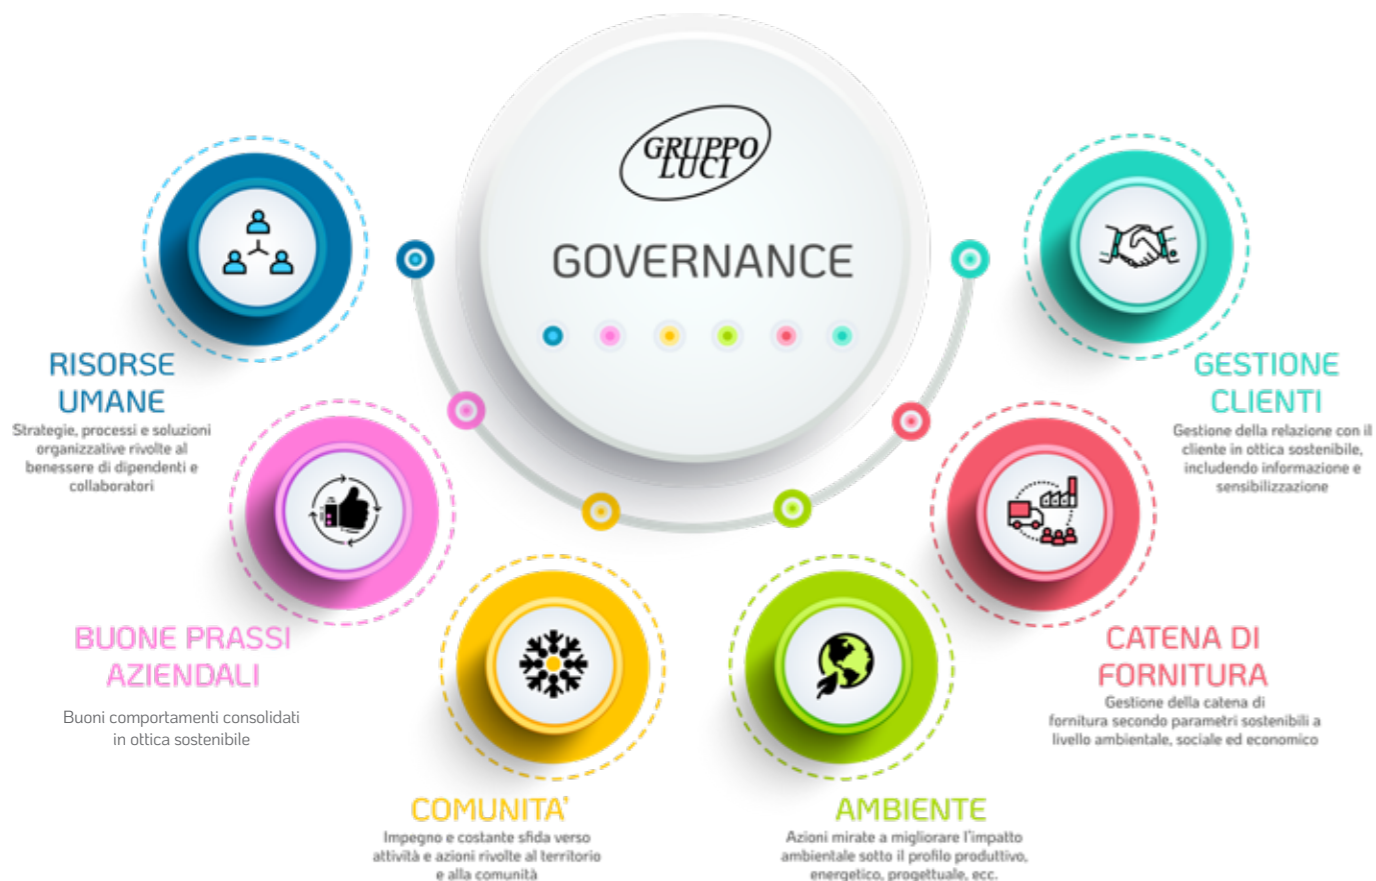 GRUPPO
LUCI
GOVERNANCE
RISORSE
UMANE
Strategie, processi e soluzioni
organizzative rivolte al
benessere di dipendenti e
collaboratori
BUONE PRASSI
AZIENDALI
Buoni comportamenti consolidati
in ottica sostenibile
COMUNITA'
Impegno e costante sfida verso
attività e azioni rivolte al territorio
e alla comunità
AMBIENTE
Azioni mirate a migliorare l'impatto
ambientale sotto il profilo produttivo,
energetico, progettuale, ecc.
CATENA DI
FORNITURA
Gestione della catena di
fornitura secondo parametri sostenibili a
livello ambientale, sociale ed economico
GESTIONE
CLIENTI
Gestione della relazione con il
cliente in ottica sostenibile,
includendo informazione e
sensibilizzazione